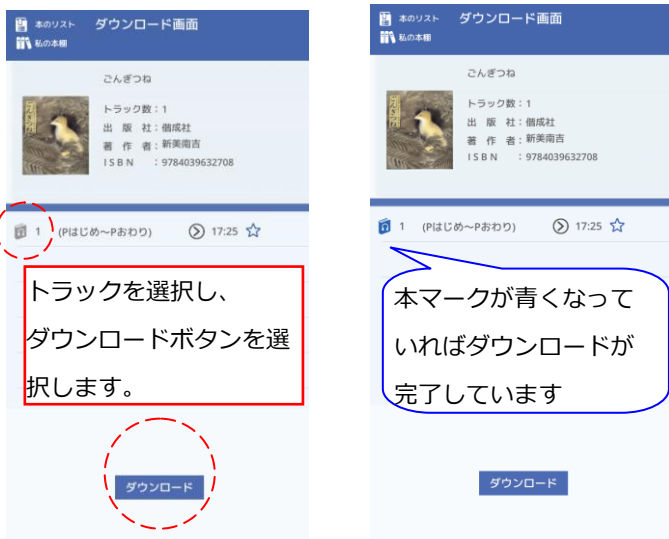 本のリスト ダウンロード画面
私の本棚
ごんぎつね
トラック数：1
出 版 社：偕成社
著 作 者：新美南吉
ISBN ：9784039632708
1 (Pはじめ～Pおわり) 17:25
トラックを選択し、
ダウンロードボタンを選
択します。
ダウンロード
本のリスト ダウンロード画面
私の本棚
ごんぎつね
トラック数：1
出 版 社：偕成社
著 作 者：新美南吉
ISBN ：9784039632708
1 (Pはじめ～Pおわり) 17:25
本マークが青くなって
いればダウンロードが
完了しています
ダウンロード